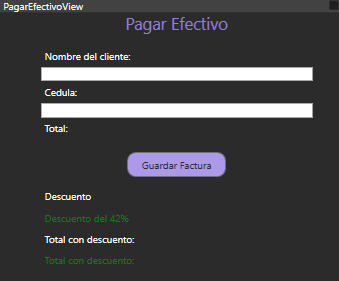 PagarEfectivoView
Pagar Efectivo
Nombre del cliente:
Cedula:
Total:
Guardar Factura
Descuento
Descuento del 42%
Total con descuento:
Total con descuento: